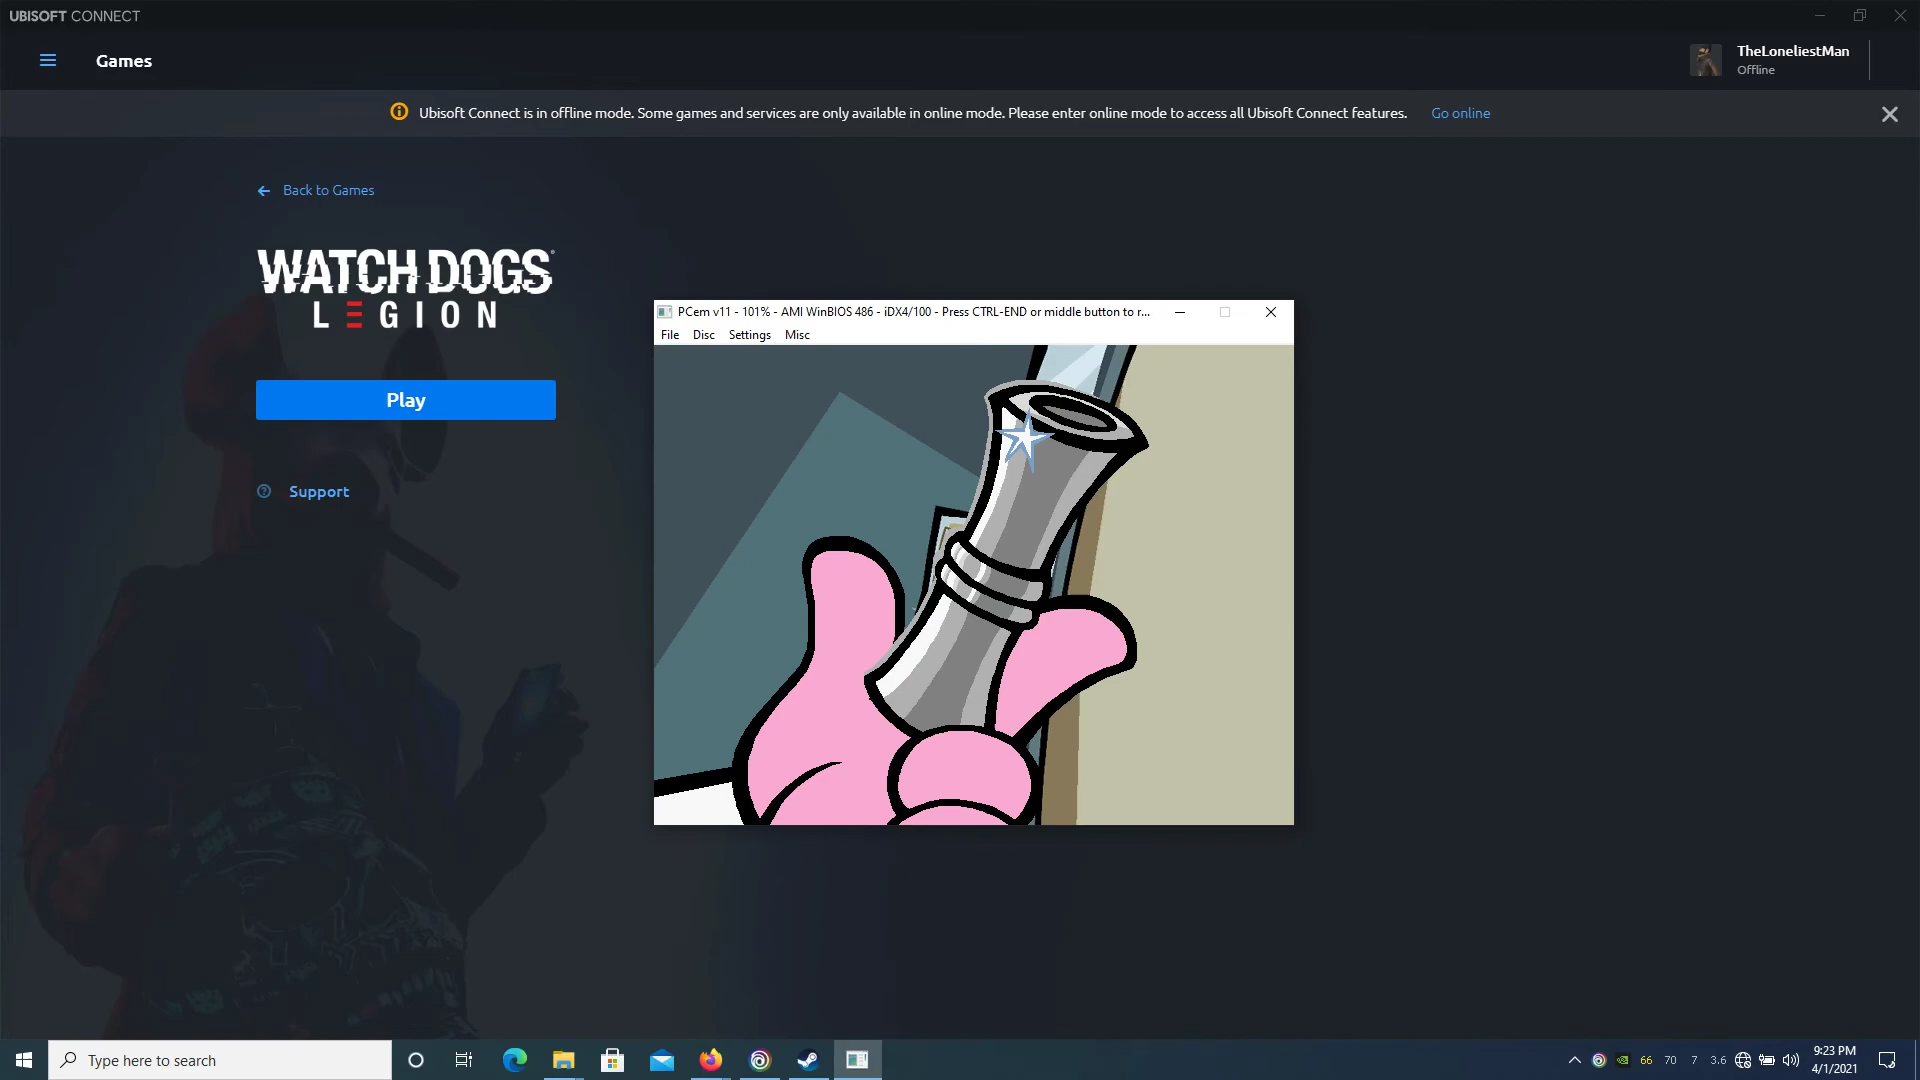 UBISOFT CONNECT
Games
TheLoneliestMan
Offline
Ubisoft Connect is in offline mode. Some games and services are only available in online mode. Please enter online mode to access all Ubisoft Connect features. Go online
Back to Games
WATCH DOGS
LEGION
Play
Support
PCem v11 - 101% - AMI WinBIOS 486 - iDX4/100 - Press CTRL-END or middle button to r...
File Disc Settings Misc
Type here to search
66 70 7 3.6
9:23 PM
4/1/2021